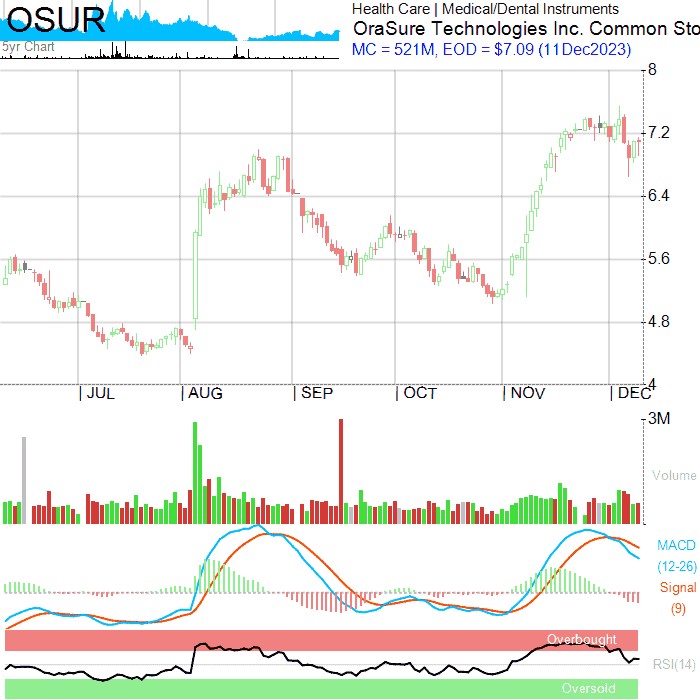 OSUR
5yr Chart
Health Care | Medical/Dental Instruments
OraSure Technologies Inc. Common Sto
MC = 521M, EOD = $7.09 (11Dec2023)
8
7.2
6.4
5.6
4.8
4
| JUL | AUG | SEP | OCT | NOV | DEC
3M
Volume
MACD
(12-26)
Signal
(9)
Overbought
RSI(14)
Oversold